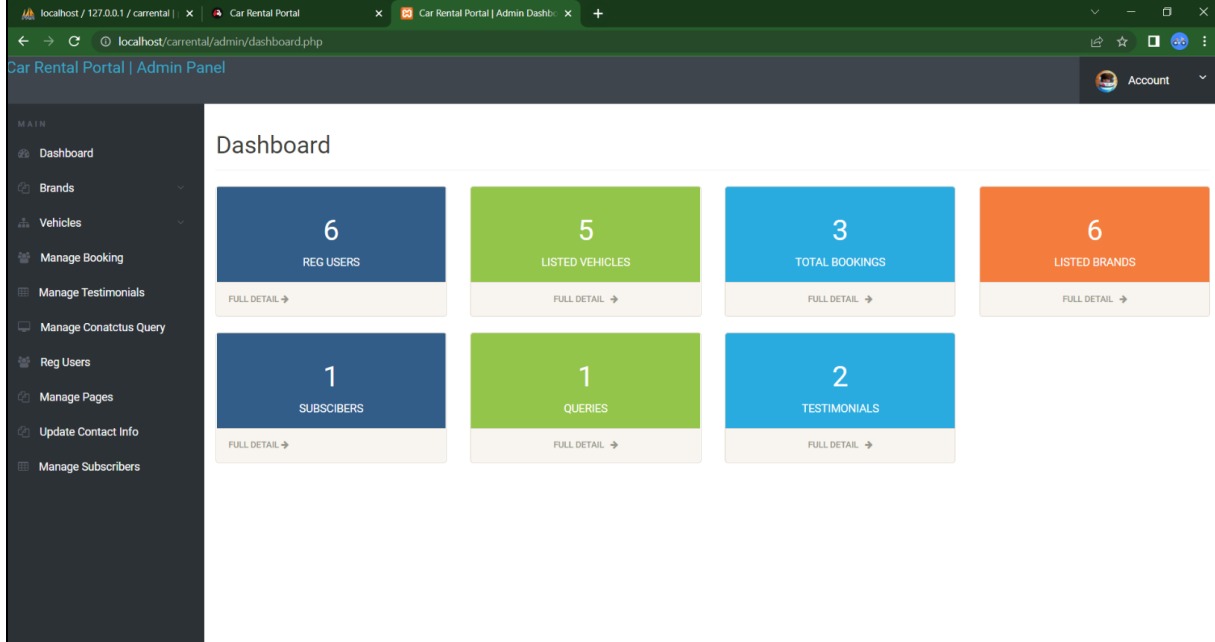 localhost / 127.0.0.1 / carrental |
Car Rental Portal
Car Rental Portal | Admin Dashbo
localhost/carrental/admin/dashboard.php
Car Rental Portal | Admin Panel
Account
MAIN
Dashboard
Brands
Vehicles
Manage Booking
Manage Testimonials
Manage Conatctus Query
Reg Users
Manage Pages
Update Contact Info
Manage Subscribers
Dashboard
6
REG USERS
FULL DETAIL
5
LISTED VEHICLES
FULL DETAIL
3
TOTAL BOOKINGS
FULL DETAIL
6
LISTED BRANDS
FULL DETAIL
1
SUBSCIBERS
FULL DETAIL
1
QUERIES
FULL DETAIL
2
TESTIMONIALS
FULL DETAIL